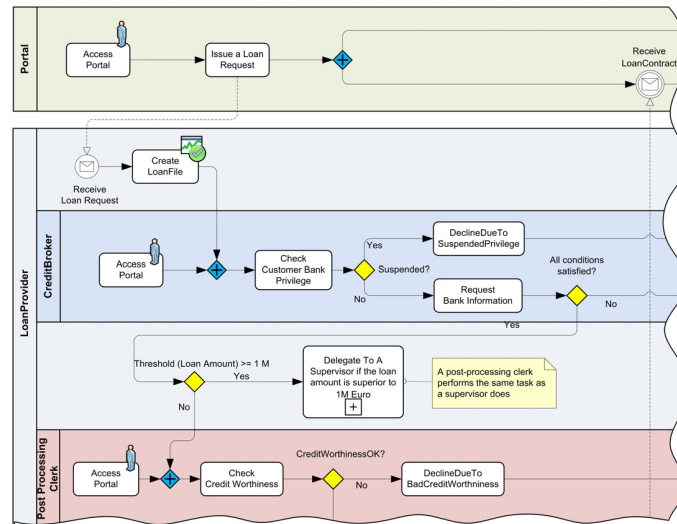 Portal
Access
Portal
Issue a Loan
Request
Receive
LoanContract
LoanProvider
Receive
Loan Request
Create
LoanFile
CreditBroker
Access
Portal
Check
Customer Bank
Privilege
Suspended?
Yes
No
DeclineDueTo
SuspendedPrivilege
Request
Bank Information
All conditions
satisfied?
No
Yes
Threshold (Loan Amount) >= 1 M
Yes
No
Delegate To A
Supervisor if the loan
amount is superior to
1M Euro
A post-processing clerk
performs the same task as
a supervisor does
Post Processing
Clerk
Access
Portal
Check
Credit Worthiness
CreditWorthinessOK?
No
DeclineDueTo
BadCreditWorthniness